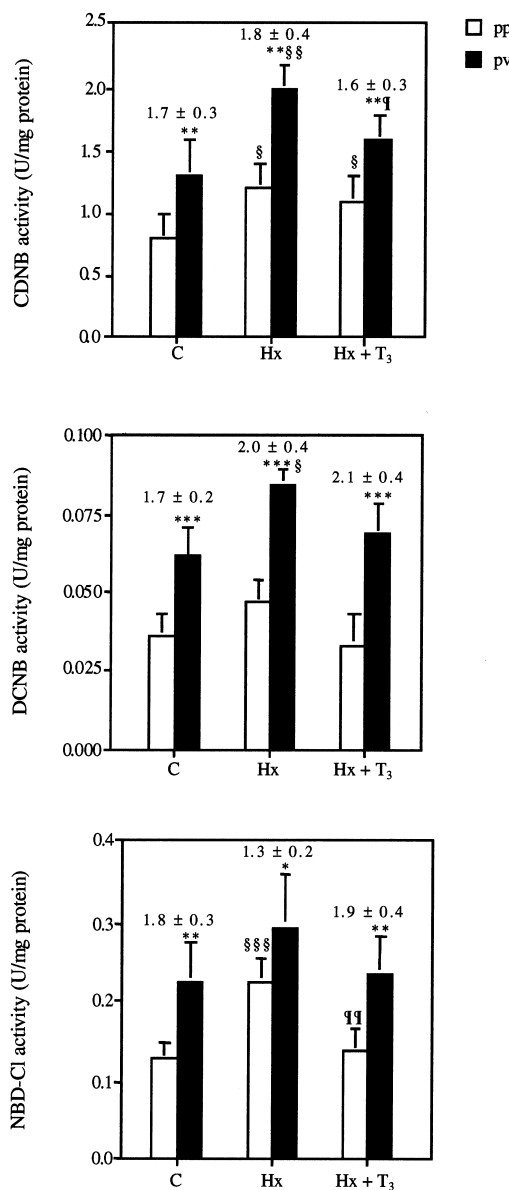 pp
pv
CDNB activity (U/mg protein)
2.5
2.0
1.5
1.0
0.5
0.0
1.7 ± 0.3
**
1.8 ± 0.4
**§§
§
1.6 ± 0.3
**¶
§
C
Hx
Hx + T₃
DCNB activity (U/mg protein)
0.100
0.075
0.050
0.025
0.000
1.7 ± 0.2
***
2.0 ± 0.4
***§
2.1 ± 0.4
***
C
Hx
Hx + T₃
NBD-Cl activity (U/mg protein)
0.4
0.3
0.2
0.1
0.0
1.8 ± 0.3
**
1.3 ± 0.2
*
§§§
1.9 ± 0.4
**
¶¶
C
Hx
Hx + T₃